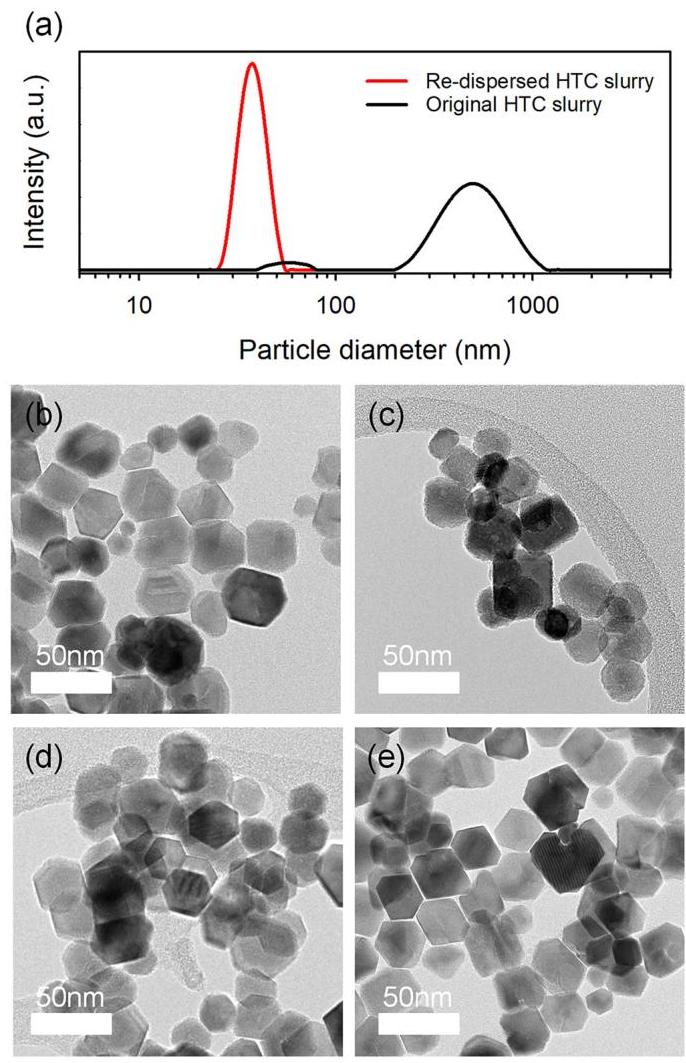 (a)
Intensity (a.u.)
Re-dispersed HTC slurry
Original HTC slurry
10 100 1000
Particle diameter (nm)
(b)
50nm
(c)
50nm
(d)
50nm
(e)
50nm